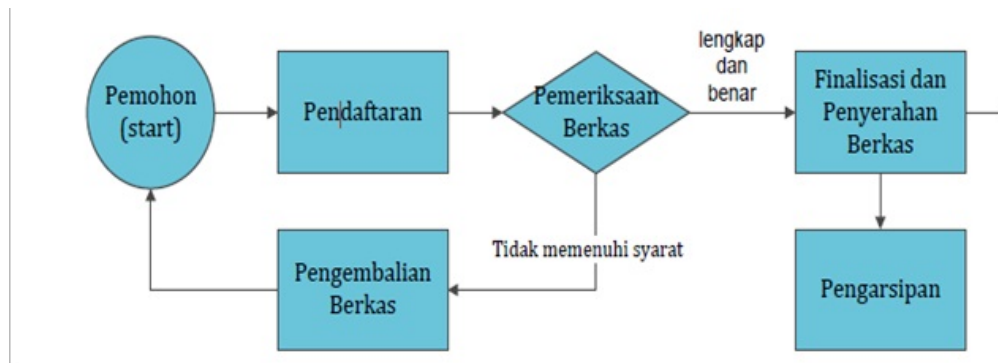 Pemohon
(start)
Pendaftaran
Pemeriksaan
Berkas
lengkap
dan
benar
Finalisasi dan
Penyerahan
Berkas
Tidak memenuhi syarat
Pengembalian
Berkas
Pengarsipan